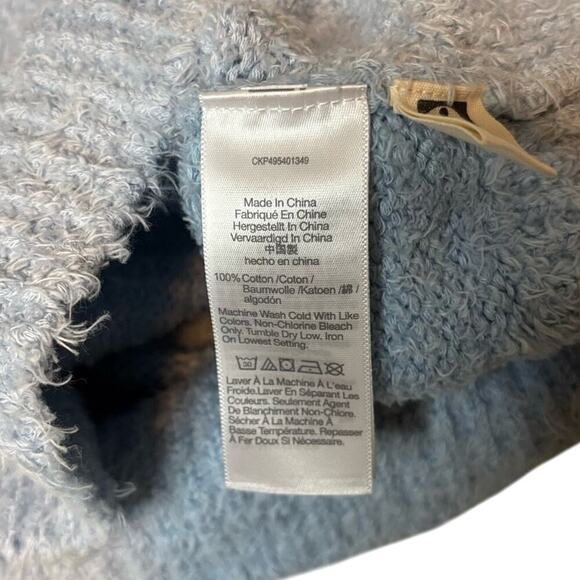 CKP495401349
Made In China
Fabriqué En Chine
Hergestellt In China
Vervaardigd In China
中国製
hecho en china
100% Cotton /Coton /
Baumwolle /Katoen /綿 /
algodón
Machine Wash Cold With Like
Colors. Non-Chlorine Bleach
Only. Tumble Dry Low. Iron
On Lowest Setting.
30
Laver À La Machine À L'eau
Froide.Laver En Séparant Les
Couleurs. Seulement Agent
De Blanchiment Non-Chlore.
Sécher À La Machine À
Basse Température. Repasser
À Fer Doux Si Nécessaire.